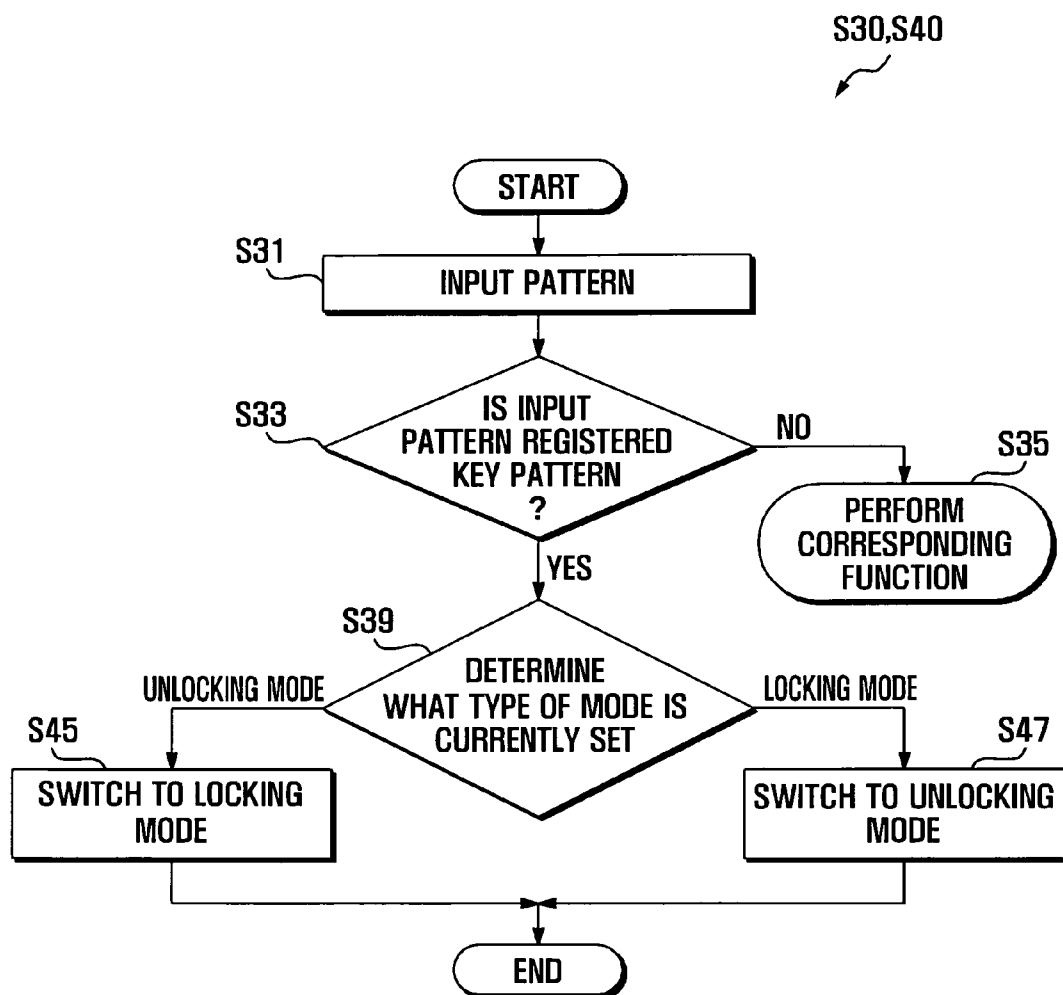 S30,S40
START
S31
INPUT PATTERN
S33
IS INPUT
PATTERN REGISTERED
KEY PATTERN
?
NO
S35
PERFORM
CORRESPONDING
FUNCTION
YES
S39
DETERMINE
WHAT TYPE OF MODE IS
CURRENTLY SET
UNLOCKING MODE
LOCKING MODE
S45
SWITCH TO LOCKING
MODE
S47
SWITCH TO UNLOCKING
MODE
END